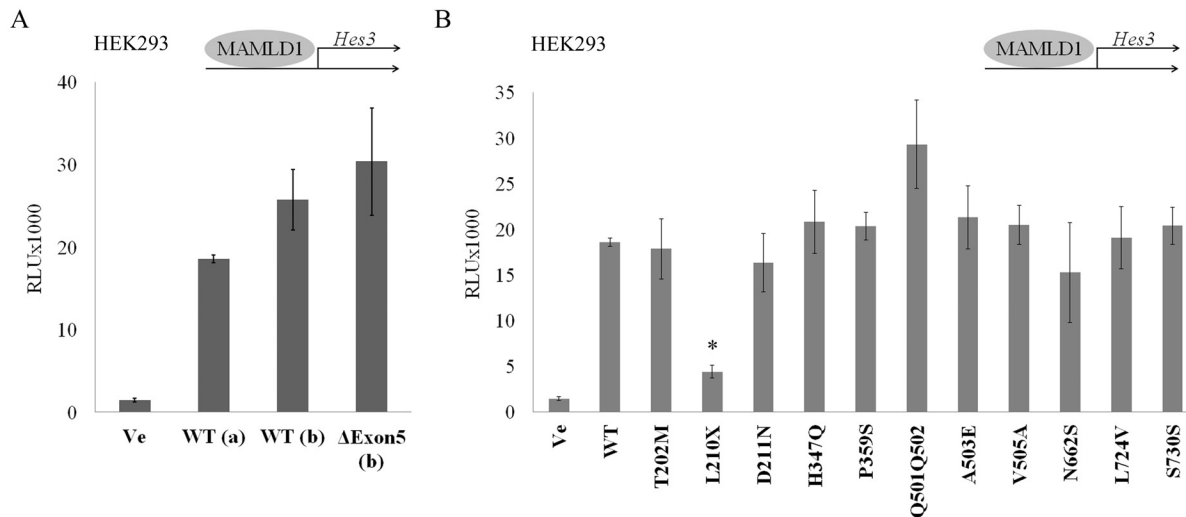 A
HEK293
MAMLD1
Hes3
RLUx1000
40
30
20
10
0
Ve
WT (a)
WT (b)
ΔExon5
(b)
B
HEK293
MAMLD1
Hes3
RLUx1000
35
30
25
20
15
10
5
0
*
Ve
WT
T202M
L210X
D211N
H347Q
P359S
Q501Q502
A503E
V505A
N662S
L724V
S730S